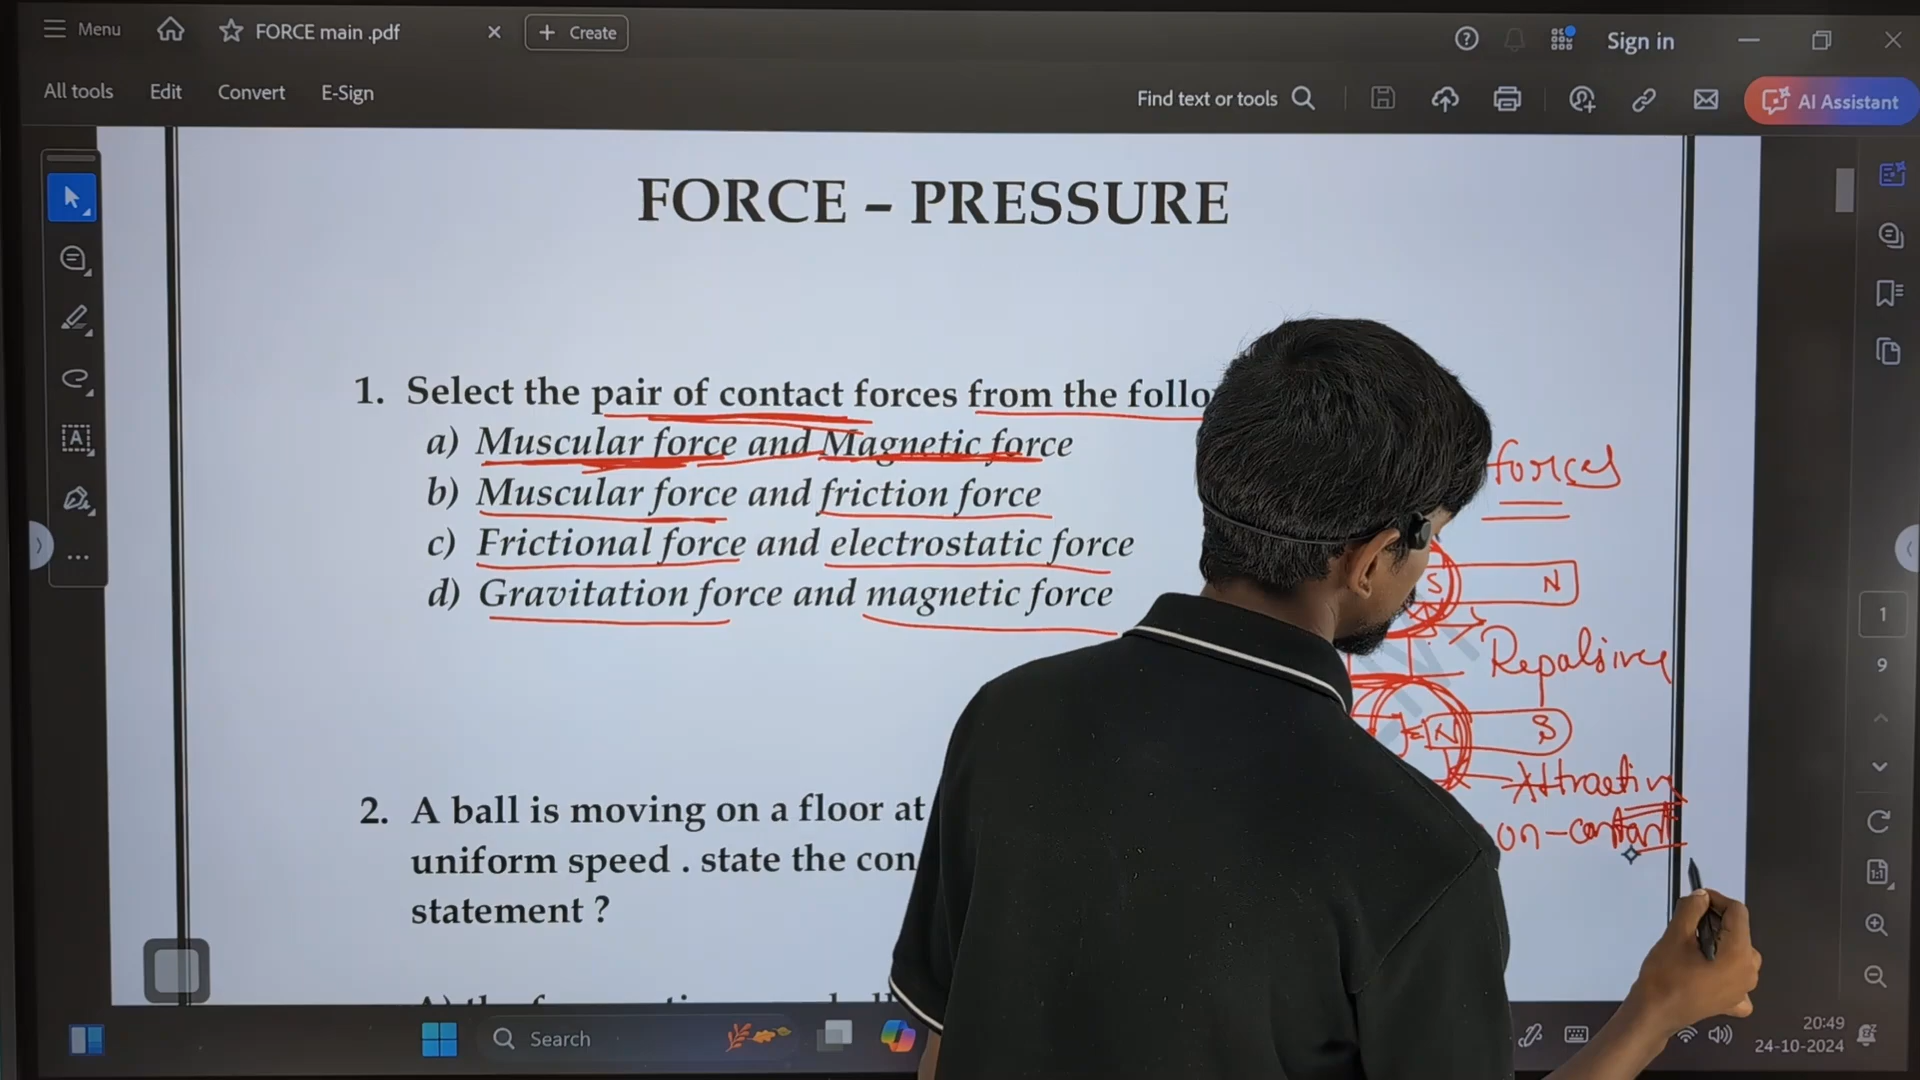 Menu
FORCE main .pdf
Create
Sign in
All tools
Edit
Convert
E-Sign
Find text or tools
AI Assistant
FORCE – PRESSURE
1. Select the pair of contact forces from the follo
a) Muscular force and Magnetic force
b) Muscular force and friction force
c) Frictional force and electrostatic force
d) Gravitation force and magnetic force
forces
S N
Repalsive
N S
Attractive
on-contact
2. A ball is moving on a floor at
uniform speed . state the con
statement ?
1
9
Search
20:49
24-10-2024